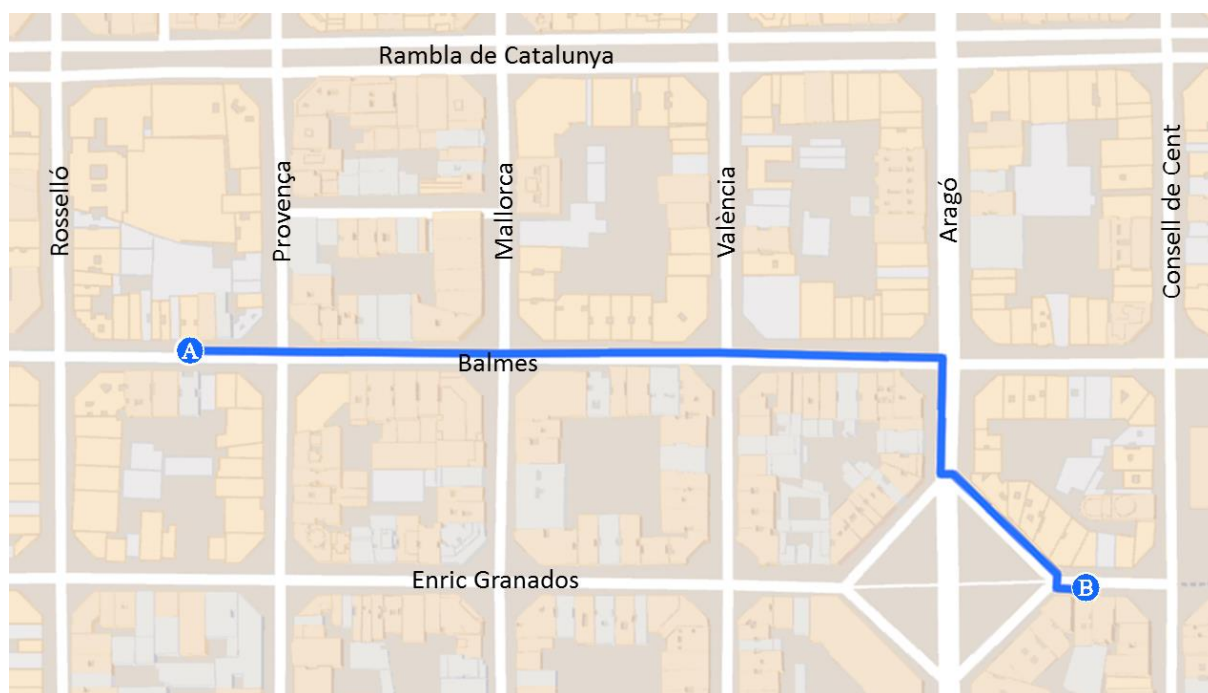 Rambla de Catalunya
Rosselló
Provença
Mallorca
València
Aragó
Consell de Cent
A
Balmes
Enric Granados
B